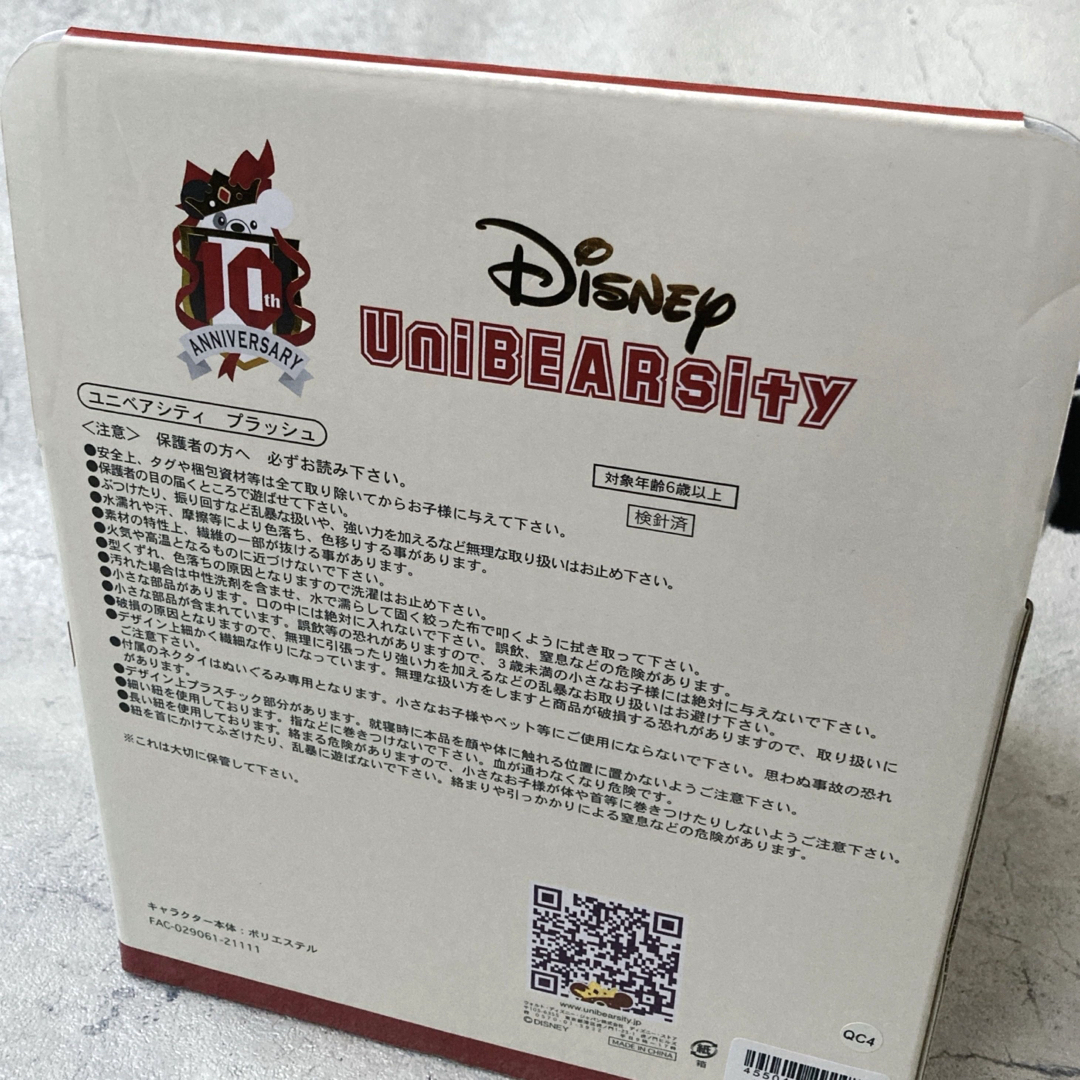 10th
ANNIVERSARY
Disney
UniBEARsity
ユニベアシティ プラッシュ
<注意> 保護者の方へ 必ずお読み下さい。
対象年齢6歳以上
検針済
●安全上、タグや梱包資材等は全て取り除いてからお子様に与えて下さい。
●保護者の目の届くところで遊ばせて下さい。
●ぶつけたり、振り回すなど乱暴な扱いや、強い力を加えるなど無理な取り扱いはお止め下さい。
●水濡れや汗、摩擦等により色落ち、色移りする事があります。
●素材の特性上、繊維の一部が抜ける事があります。
●火気や高温となるものに近づけないで下さい。
●型くずれ、色落ちの原因となりますので洗濯はお止め下さい。
●汚れた場合は中性洗剤を含ませ、水で濡らして固く絞った布で叩くように拭き取って下さい。
●小さな部品があります。口の中には絶対に入れないで下さい。誤飲、窒息などの危険があります。
●小さな部品が含まれています。誤飲等の恐れがありますので、3歳未満の小さなお子様には絶対に与えないで下さい。
●破損の原因となりますので、無理に引張ったり強い力を加えるなどの乱暴なお取り扱いはお避け下さい。
●デザイン上細かく繊細な作りになっています。無理な扱い方をしますと商品が破損する恐れがありますので、取り扱いに
ご注意下さい。
●付属のネクタイはぬいぐるみ専用となります。小さなお子様やペット等にご使用にならないで下さい。思わぬ事故の恐れ
があります。
●デザイン上プラスチック部分があります。就寝時に本品を顔や体に触れる位置に置かないようご注意下さい。
●細い紐を使用しております。指などに巻きつけないで下さい。血が通わなくなり危険です。
●長い紐を使用しております。絡まる危険がありますので、小さなお子様が体や首等に巻きつけたりしないようご注意下さい。
●紐を首にかけてふざけたり、乱暴に遊ばないで下さい。絡まりや引っかかりによる窒息などの危険があります。
※これは大切に保管して下さい。
キャラクター本体：ポリエステル
FAC-029061-21111
www.unibearsity.jp
©DISNEY
MADE IN CHINA
紙
箱
QC4